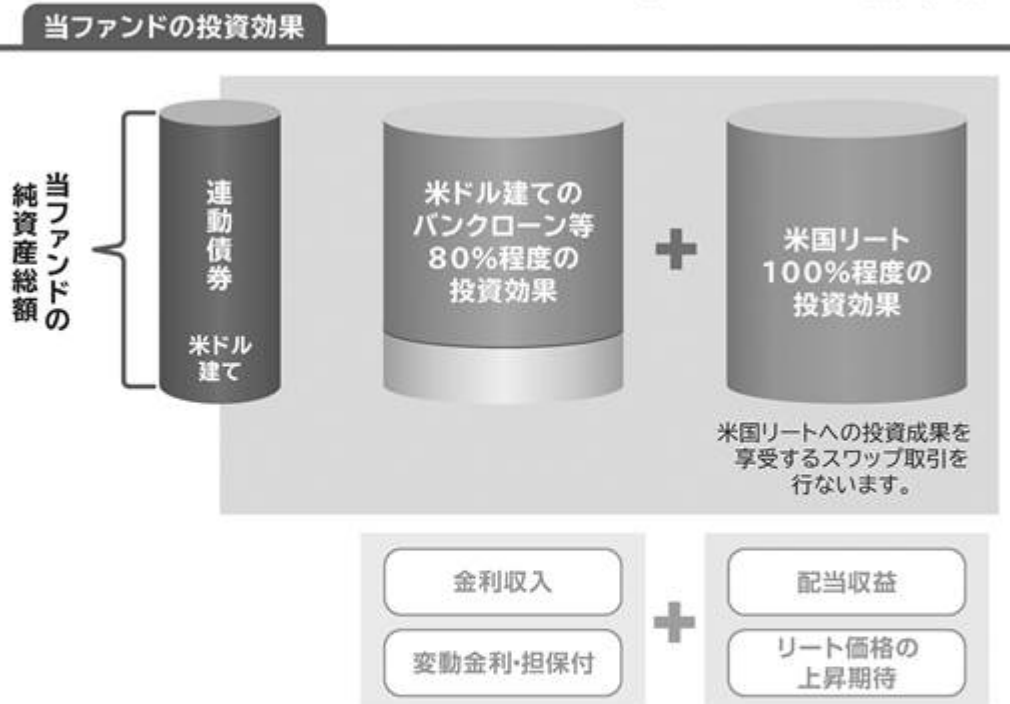 当ファンドの投資効果
当ファンドの
純資産総額
連動債券
米ドル
建て
米ドル建ての
バンクローン等
80%程度の
投資効果
+
米国リート
100%程度の
投資効果
米国リートへの投資成果を
享受するスワップ取引を
行ないます。
金利収入
変動金利・担保付
+
配当収益
リート価格の
上昇期待